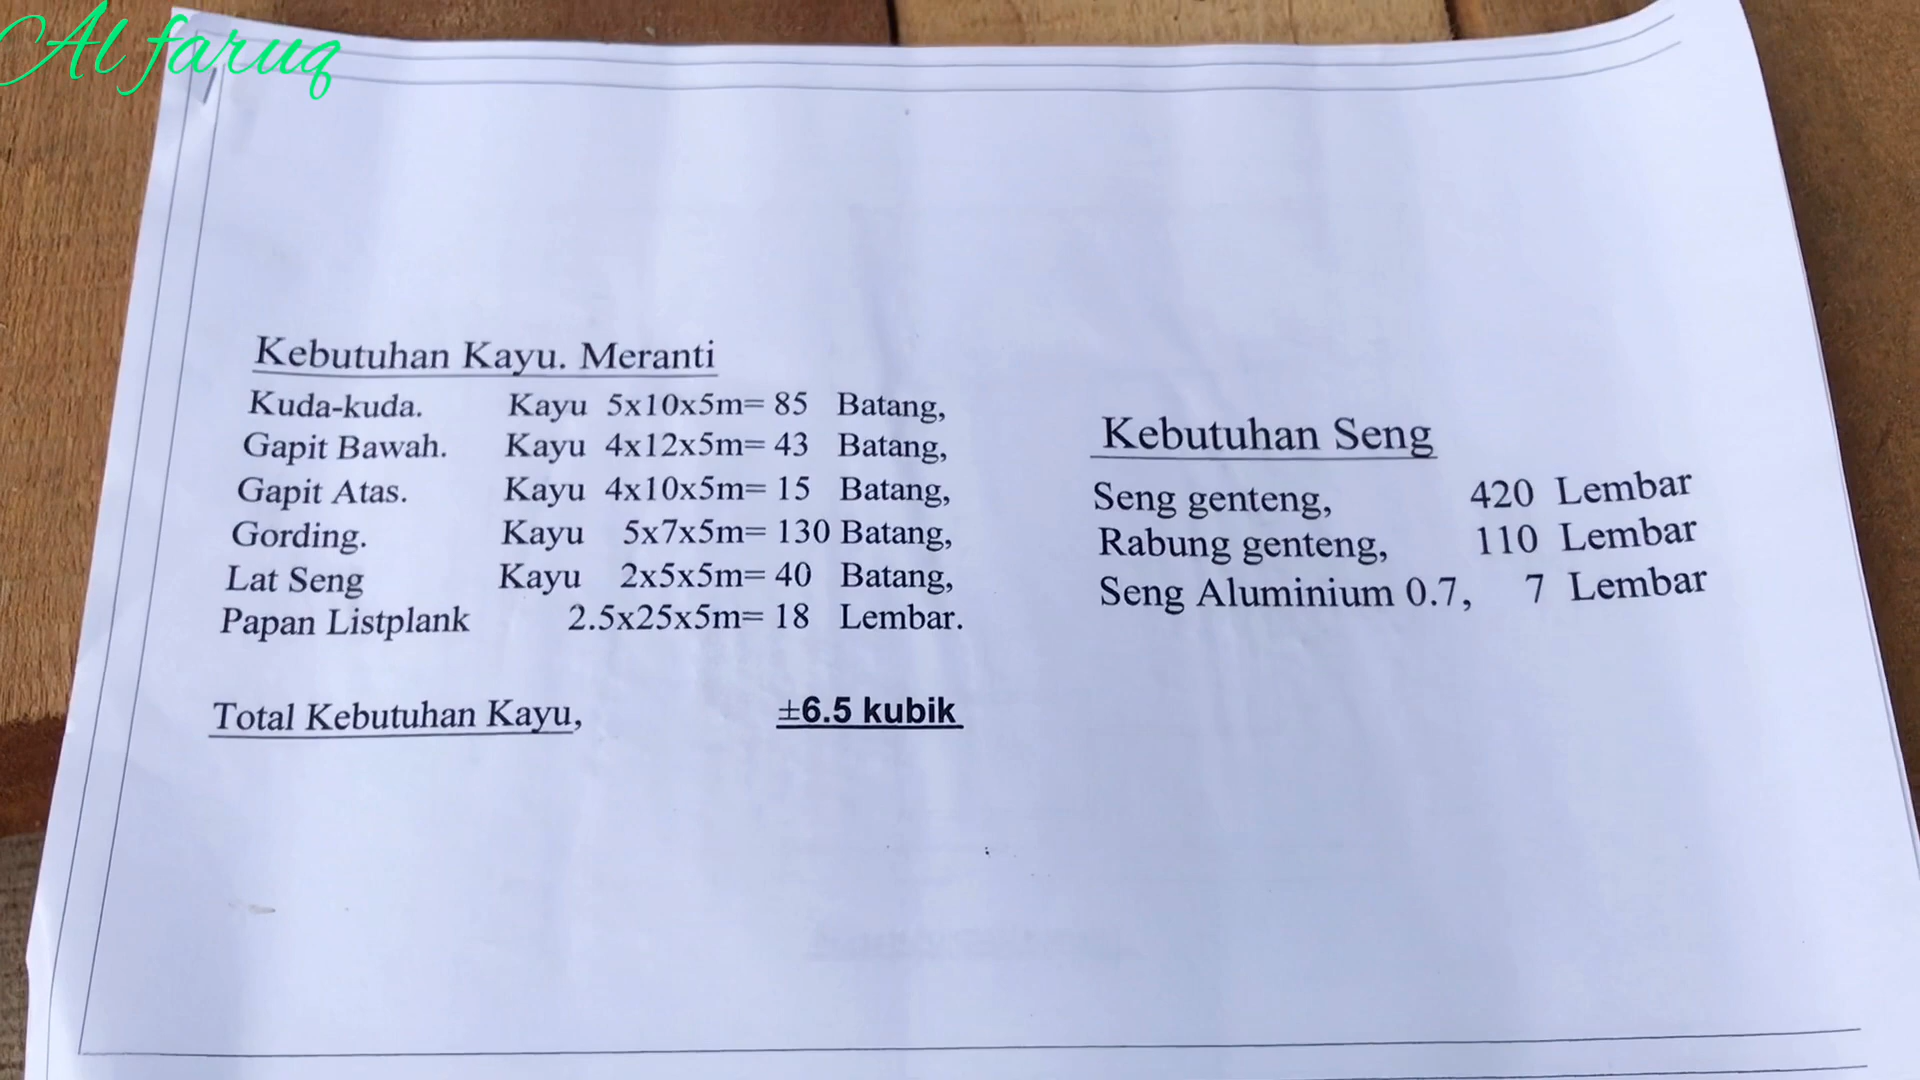 Al faruq
Kebutuhan Kayu. Meranti
Kuda-kuda. Kayu 5x10x5m= 85 Batang,
Gapit Bawah. Kayu 4x12x5m= 43 Batang,
Gapit Atas. Kayu 4x10x5m= 15 Batang,
Gording. Kayu 5x7x5m= 130 Batang,
Lat Seng Kayu 2x5x5m= 40 Batang,
Papan Listplank 2.5x25x5m= 18 Lembar.
Total Kebutuhan Kayu, ±6.5 kubik
Kebutuhan Seng
Seng genteng, 420 Lembar
Rabung genteng, 110 Lembar
Seng Aluminium 0.7, 7 Lembar